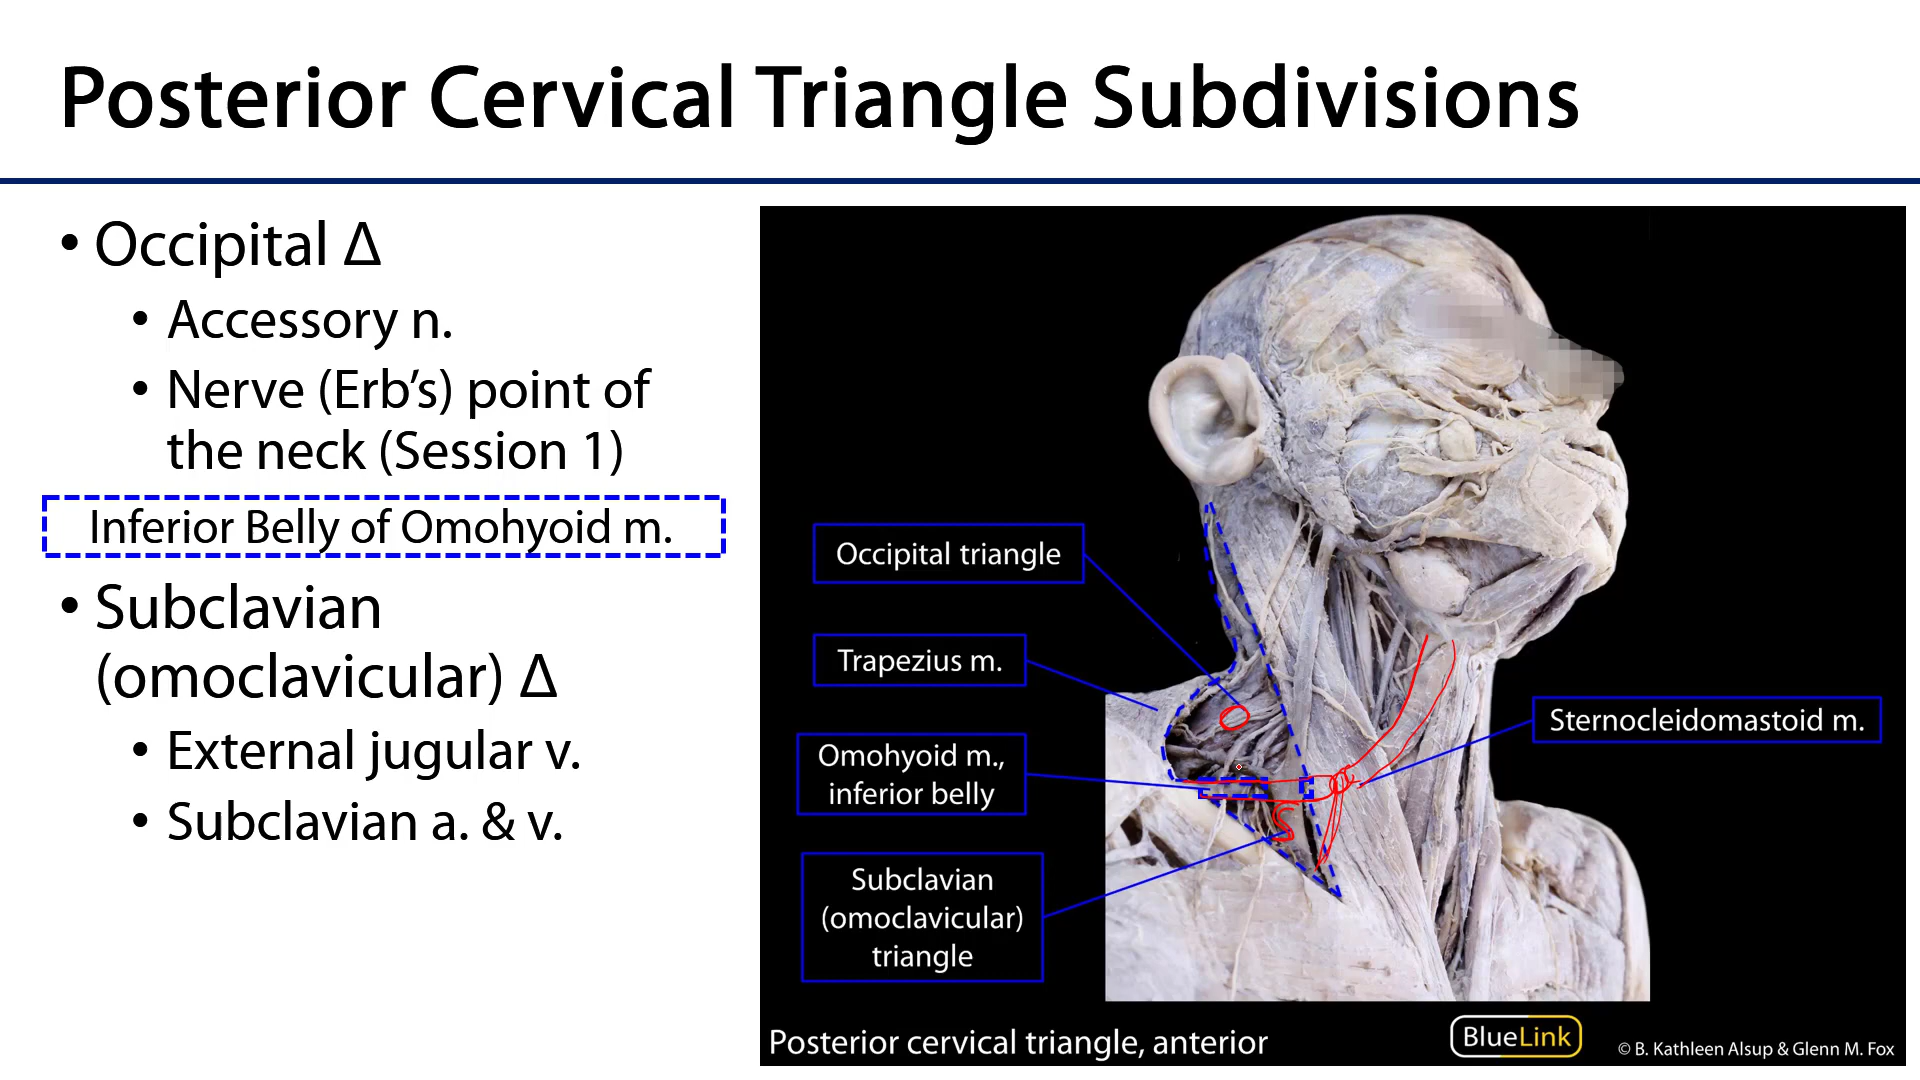 Posterior Cervical Triangle Subdivisions
• Occipital Δ
• Accessory n.
• Nerve (Erb’s) point of
the neck (Session 1)
Inferior Belly of Omohyoid m.
• Subclavian
(omoclavicular) Δ
• External jugular v.
• Subclavian a. & v.
Occipital triangle
Trapezius m.
Omohyoid m.,
inferior belly
Subclavian
(omoclavicular)
triangle
Sternocleidomastoid m.
Posterior cervical triangle, anterior
BlueLink
© B. Kathleen Alsup & Glenn M. Fox